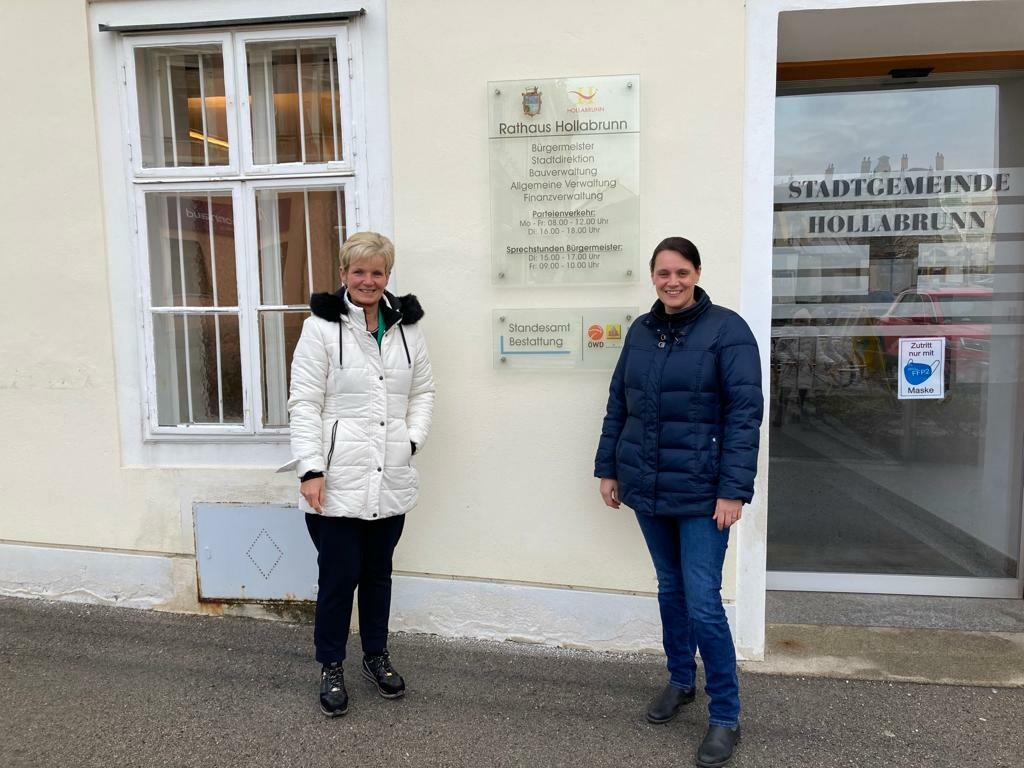 HOLLABRUNN
Rathaus Hollabrunn
Bürgermeister
Stadtdirektion
Bauverwaltung
Allgemeine Verwaltung
Finanzverwaltung
Parteienverkehr:
Mo - Fr: 08.00 - 12.00 Uhr
Di: 16.00 - 18.00 Uhr
Sprechstunden Bürgermeister:
Di: 15.00 - 17.00 Uhr
Fr: 09.00 - 10.00 Uhr
Standesamt
Bestattung
ÖWD
STADTGEMEINDE
HOLLABRUNN
Zutritt
nur mit
FFP2
Maske